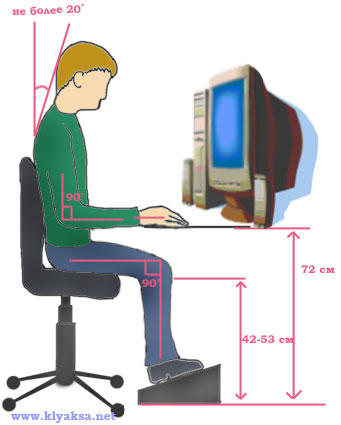 не более 20°
90°
90°
72 см
42-53 см
www.klyaksa.net